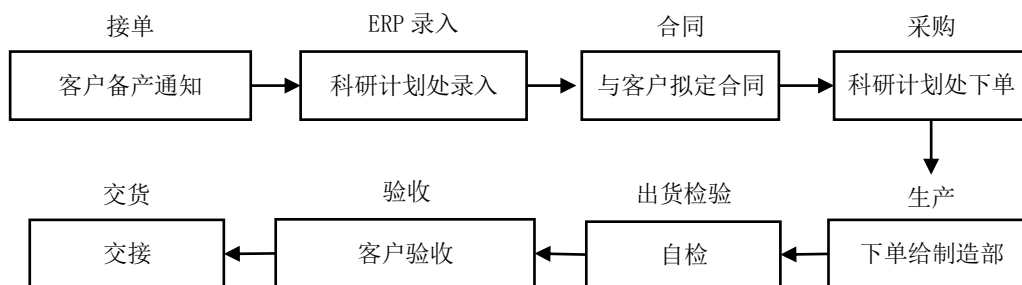 接单
ERP 录入
合同
采购
客户备产通知
科研计划处录入
与客户拟定合同
科研计划处下单
交货
验收
出货检验
生产
交接
客户验收
自检
下单给制造部